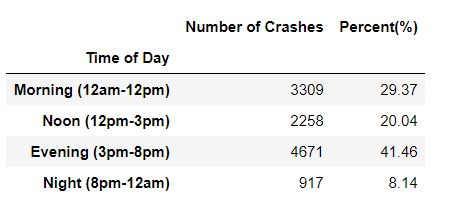 Number of Crashes Percent(%)
Time of Day
Morning (12am-12pm) 3309 29.37
Noon (12pm-3pm) 2258 20.04
Evening (3pm-8pm) 4671 41.46
Night (8pm-12am) 917 8.14